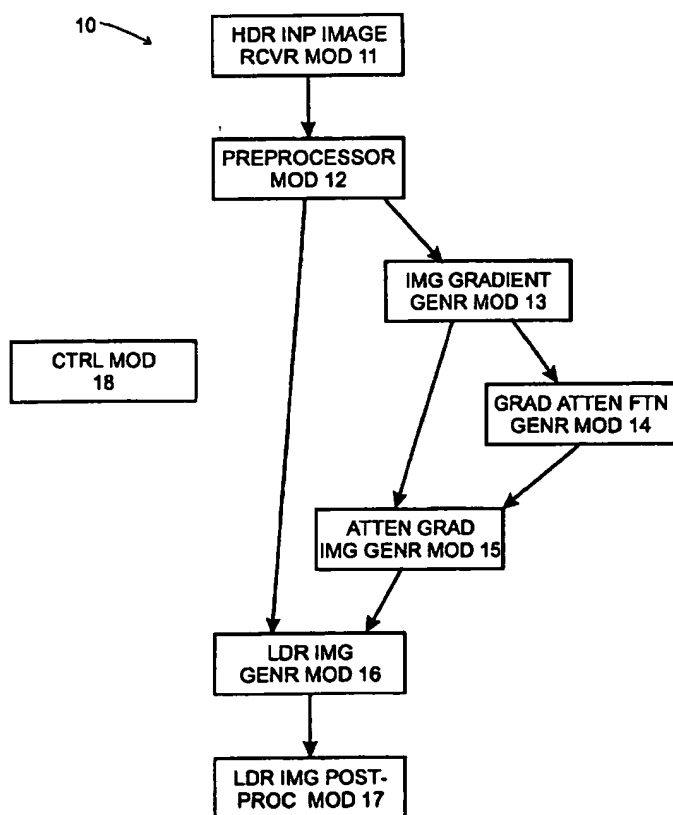 10
HDR INP IMAGE
RCVR MOD 11
PREPROCESSOR
MOD 12
IMG GRADIENT
GENR MOD 13
CTRL MOD
18
GRAD ATTEN FTN
GENR MOD 14
ATTEN GRAD
IMG GENR MOD 15
LDR IMG
GENR MOD 16
LDR IMG POST-
PROC MOD 17